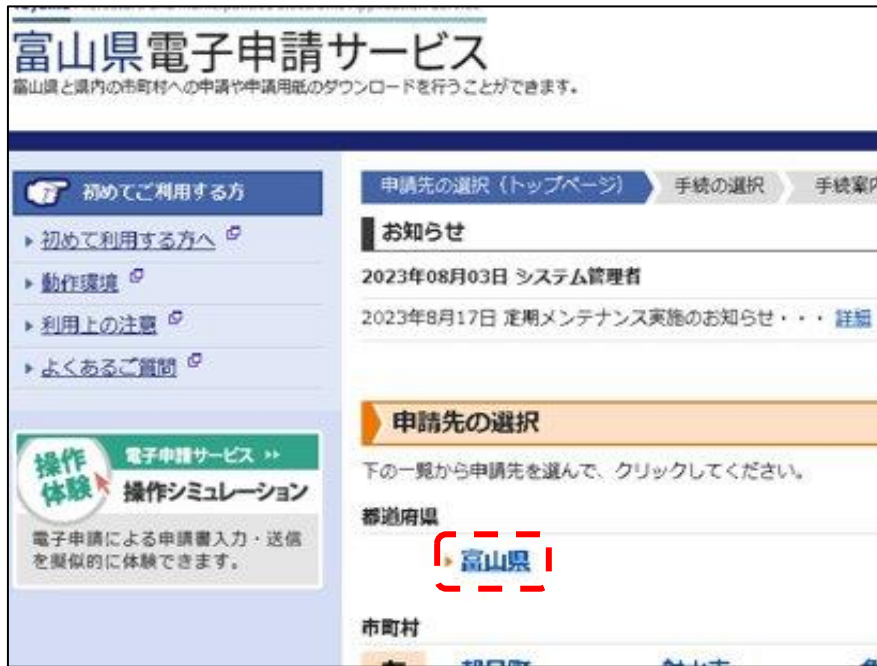 富山県電子申請サービス
富山県と県内の市町村への申請や申請用紙のダウンロードを行うことができます。
初めてご利用する方
初めて利用する方へ
動作環境
利用上の注意
よくあるご質問
操作体験
電子申請サービス
操作シミュレーション
電子申請による申請書入力・送信
を擬似的に体験できます。
申請先の選択（トップページ） 手続の選択 手続案内
お知らせ
2023年08月03日 システム管理者
2023年8月17日 定期メンテナンス実施のお知らせ・・・ 詳細
申請先の選択
下の一覧から申請先を選んで、クリックしてください。
都道府県
富山県
市町村